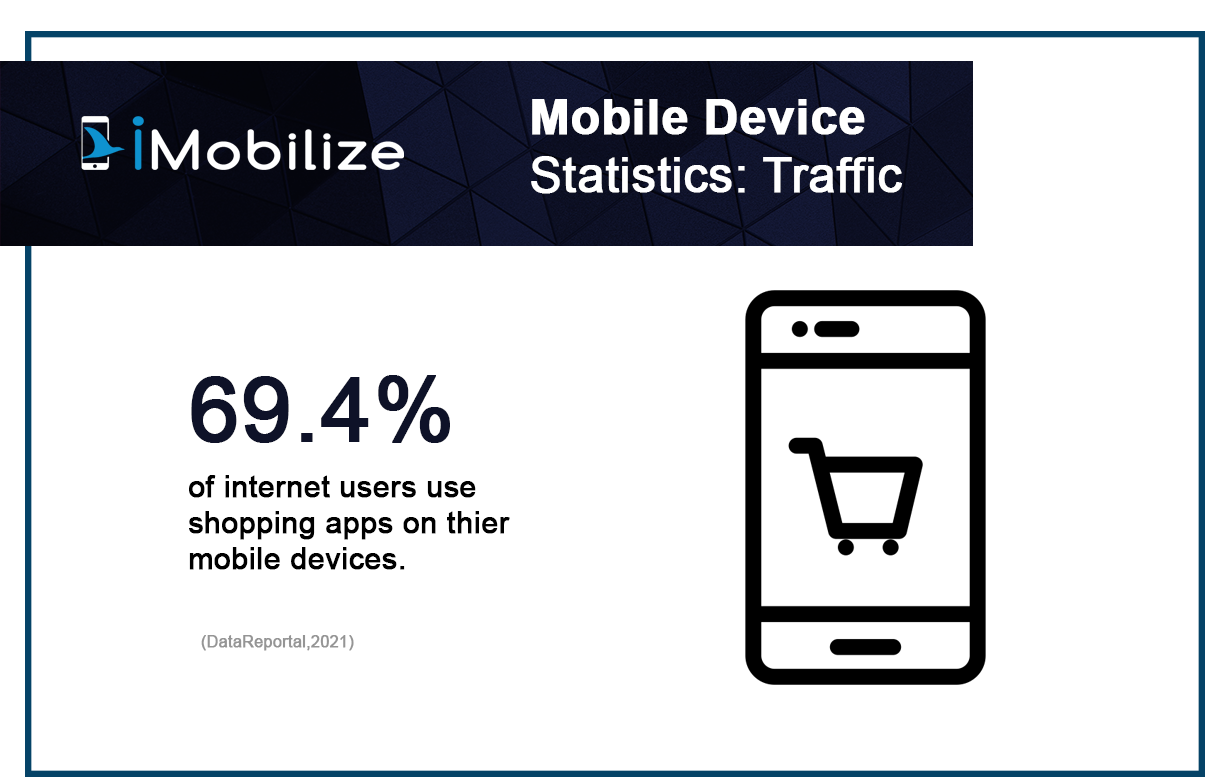 iMobilize
Mobile Device
Statistics: Traffic
69.4%
of internet users use
shopping apps on thier
mobile devices.
(DataReportal,2021)